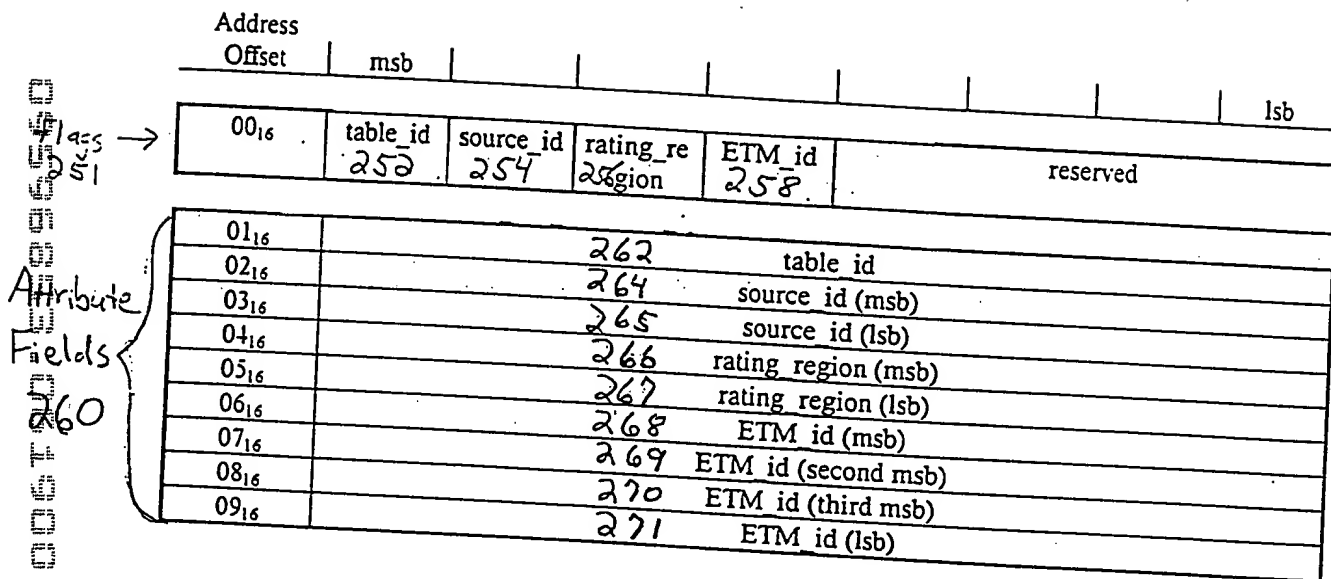 Address
Offset msb lsb
flags → 00₁₆ table_id source_id rating_re ETM_id reserved
251 252 254 256 gion 258
01₁₆ 262 table_id
02₁₆ 264 source_id (msb)
03₁₆ 265 source_id (lsb)
04₁₆ 266 rating_region (msb)
05₁₆ 267 rating_region (lsb)
06₁₆ 268 ETM_id (msb)
07₁₆ 269 ETM_id (second msb)
08₁₆ 270 ETM_id (third msb)
09₁₆ 271 ETM_id (lsb)
Attribute
Fields
260